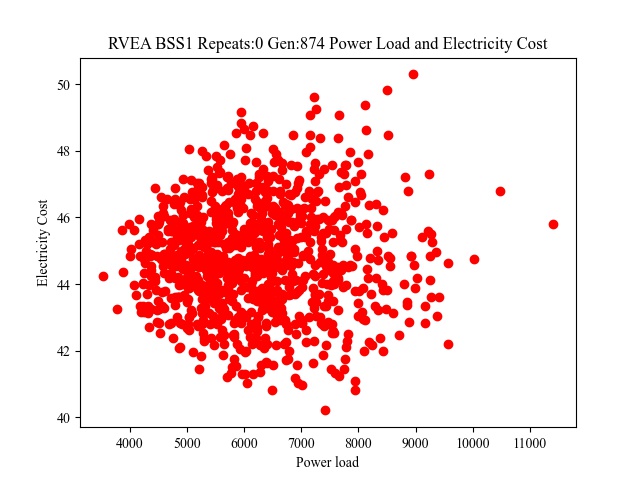 RVEA BSS1 Repeats:0 Gen:874 Power Load and Electricity Cost
Electricity Cost
50
48
46
44
42
40
4000 5000 6000 7000 8000 9000 10000 11000
Power load